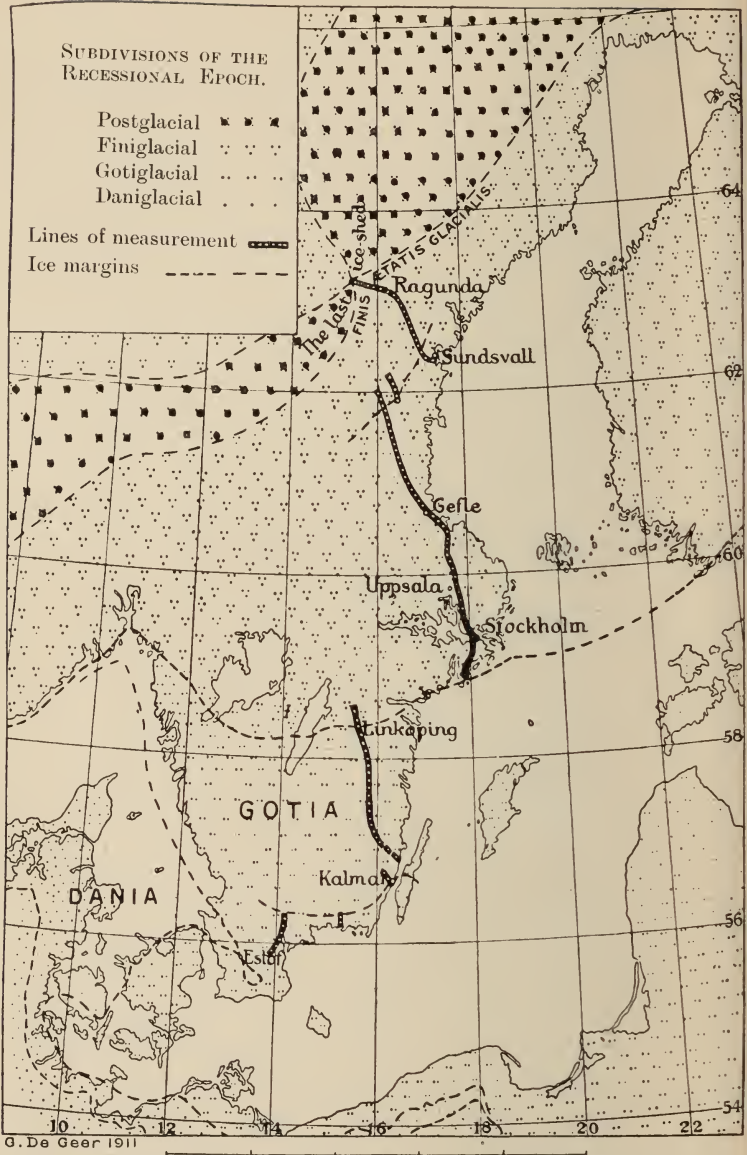 SUBDIVISIONS OF THE
RECESSIONAL EPOCH.
Postglacial
Finiglacial
Gotiglacial
Daniglacial
Lines of measurement
Ice margins
64
The last ice-shed
FINIS ÆTATIS GLACIALIS
Ragunda
Sundsvall
62
Gefle
60
Uppsala
Stockholm
Linköping
58
GOTIA
Kalmar
DANIA
56
54
10 12 14 16 18 20 22
G. De Geer 1911